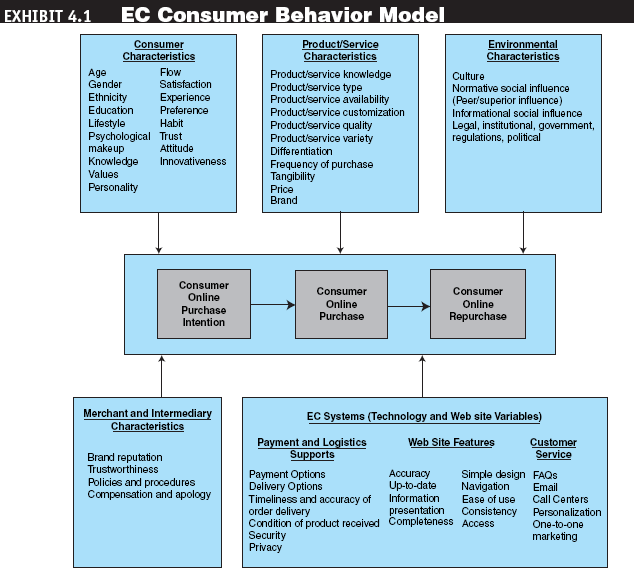 EXHIBIT 4.1 EC Consumer Behavior Model
Consumer
Characteristics
Age
Gender
Ethnicity
Education
Lifestyle
Psychological
makeup
Knowledge
Values
Personality
Flow
Satisfaction
Experience
Preference
Habit
Trust
Attitude
Innovativeness
Product/Service
Characteristics
Product/service knowledge
Product/service type
Product/service availability
Product/service customization
Product/service quality
Product/service variety
Differentiation
Frequency of purchase
Tangibility
Price
Brand
Environmental
Characteristics
Culture
Normative social influence
(Peer/superior influence)
Informational social influence
Legal, institutional, government,
regulations, political
Consumer
Online
Purchase
Intention
Consumer
Online
Purchase
Consumer
Online
Repurchase
Merchant and Intermediary
Characteristics
Brand reputation
Trustworthiness
Policies and procedures
Compensation and apology
EC Systems (Technology and Web site Variables)
Payment and Logistics
Supports
Payment Options
Delivery Options
Timeliness and accuracy of
order delivery
Condition of product received
Security
Privacy
Web Site Features
Accuracy
Up-to-date
Information
presentation
Completeness
Simple design
Navigation
Ease of use
Consistency
Access
Customer
Service
FAQs
Email
Call Centers
Personalization
One-to-one
marketing